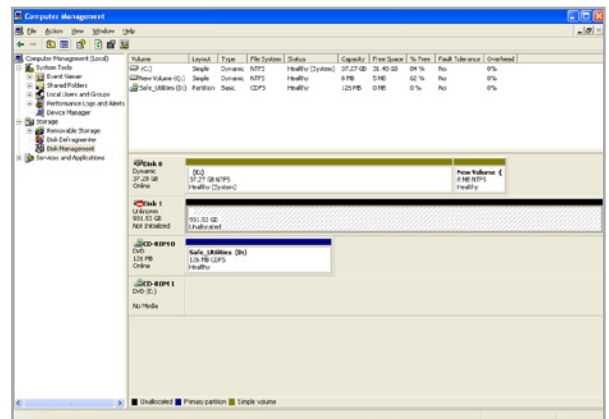 Computer Management
File Action View Window Help
Computer Management (Local)
System Tools
Event Viewer
Shared Folders
Local Users and Groups
Performance Logs and Alerts
Device Manager
Storage
Removable Storage
Disk Defragmenter
Disk Management
Services and Applications
Volume Layout Type File System Status Capacity Free Space % Free Fault Tolerance Overhead
(C:) Simple Dynamic NTFS Healthy (System) 37.27 GB 31.40 GB 84 % No 0%
New Volume (G:) Simple Dynamic NTFS Healthy 8 MB 5 MB 62 % No 0%
Safe_Utilities (D:) Partition Basic CDFS Healthy 125 MB 0 MB 0 % No 0%
Disk 0
Dynamic
37.28 GB
Online
(C:)
37.27 GB NTFS
Healthy (System)
New Volume (
8 MB NTFS
Healthy
Disk 1
Unknown
931.53 GB
Not Initialized
931.53 GB
Unallocated
CD-ROM 0
DVD
126 MB
Online
Safe_Utilities (D:)
126 MB CDFS
Healthy
CD-ROM 1
DVD (E:)
No Media
Unallocated Primary partition Simple volume